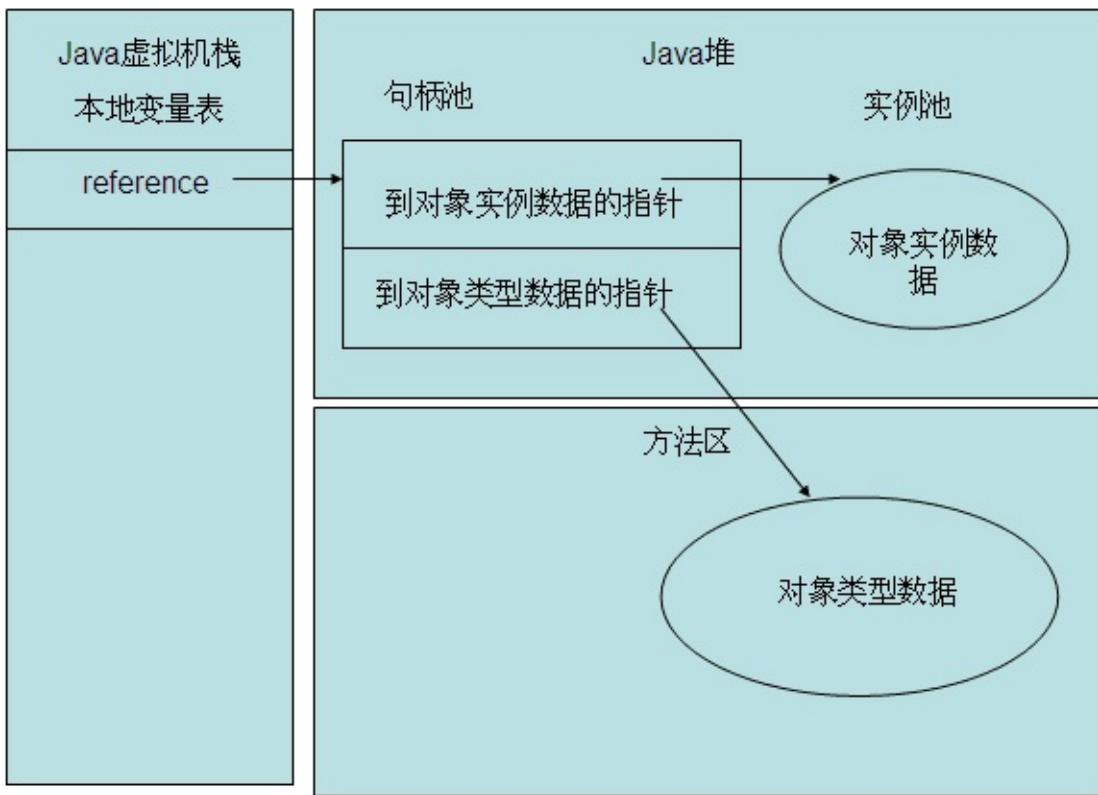 Java虚拟机栈
本地变量表
reference
Java堆
句柄池
实例池
到对象实例数据的指针
到对象类型数据的指针
对象实例数
据
方法区
对象类型数据